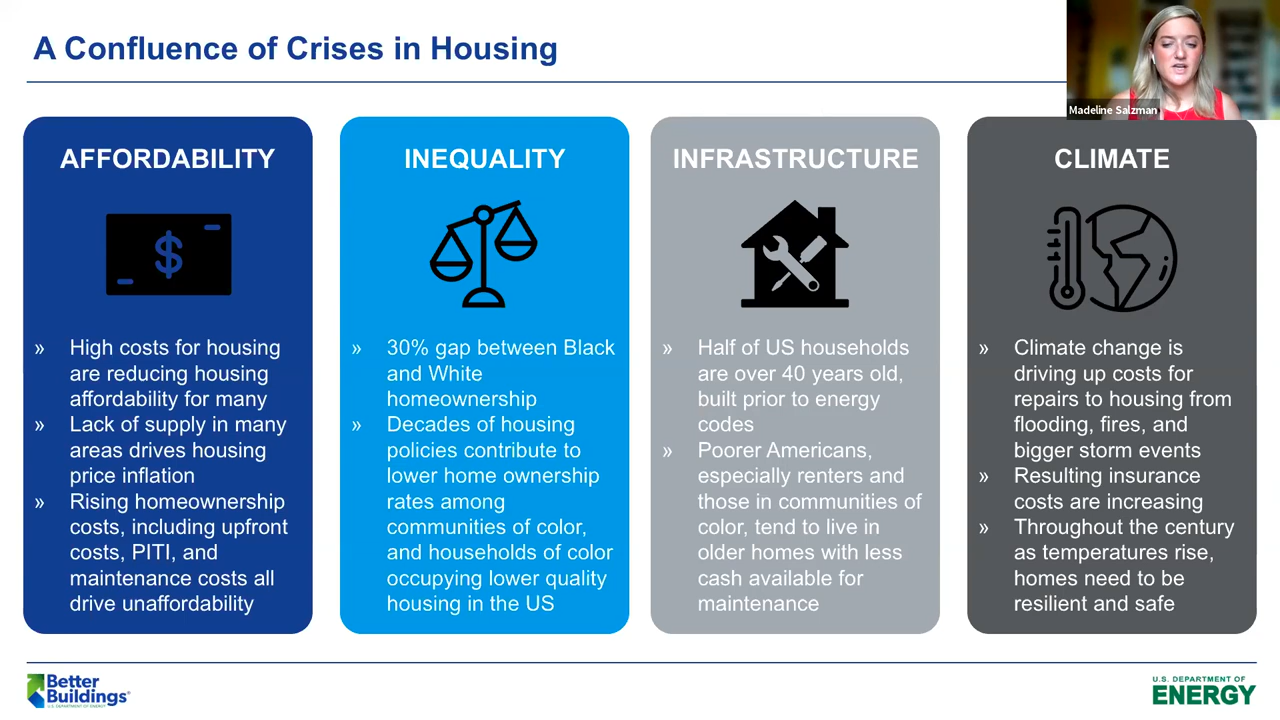 A Confluence of Crises in Housing
Madeline Salzman
AFFORDABILITY
$
» High costs for housing
are reducing housing
affordability for many
» Lack of supply in many
areas drives housing
price inflation
» Rising homeownership
costs, including upfront
costs, PITI, and
maintenance costs all
drive unaffordability
INEQUALITY
» 30% gap between Black
and White
homeownership
» Decades of housing
policies contribute to
lower home ownership
rates among
communities of color,
and households of color
occupying lower quality
housing in the US
INFRASTRUCTURE
» Half of US households
are over 40 years old,
built prior to energy
codes
» Poorer Americans,
especially renters and
those in communities of
color, tend to live in
older homes with less
cash available for
maintenance
CLIMATE
» Climate change is
driving up costs for
repairs to housing from
flooding, fires, and
bigger storm events
» Resulting insurance
costs are increasing
» Throughout the century
as temperatures rise,
homes need to be
resilient and safe
Better
Buildings®
U.S. DEPARTMENT OF ENERGY
U.S. DEPARTMENT OF
ENERGY